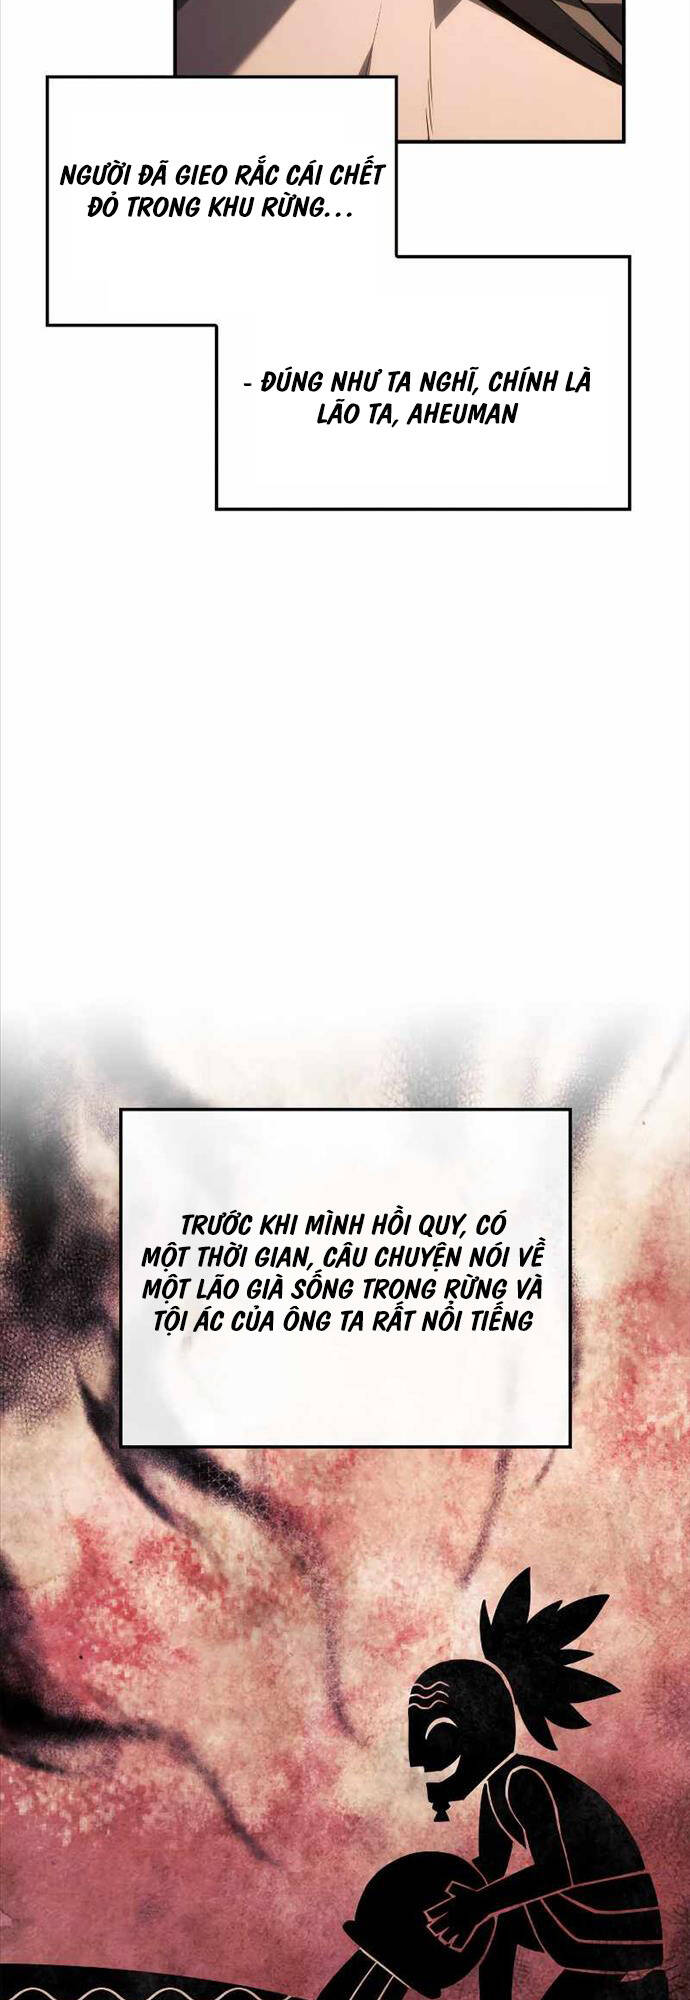 NGƯỜI ĐÃ GIEO RẮC CÁI CHẾT
ĐỎ TRONG KHU RỪNG...
- ĐÚNG NHƯ TA NGHĨ, CHÍNH LÀ
LÃO TA, AHEUMAN
TRƯỚC KHI MÌNH HỒI QUY, CÓ
MỘT THỜI GIAN, CÂU CHUYỆN NÓI VỀ
MỘT LÃO GIÀ SỐNG TRONG RỪNG VÀ
TỘI ÁC CỦA ÔNG TA RẤT NỔI TIẾNG